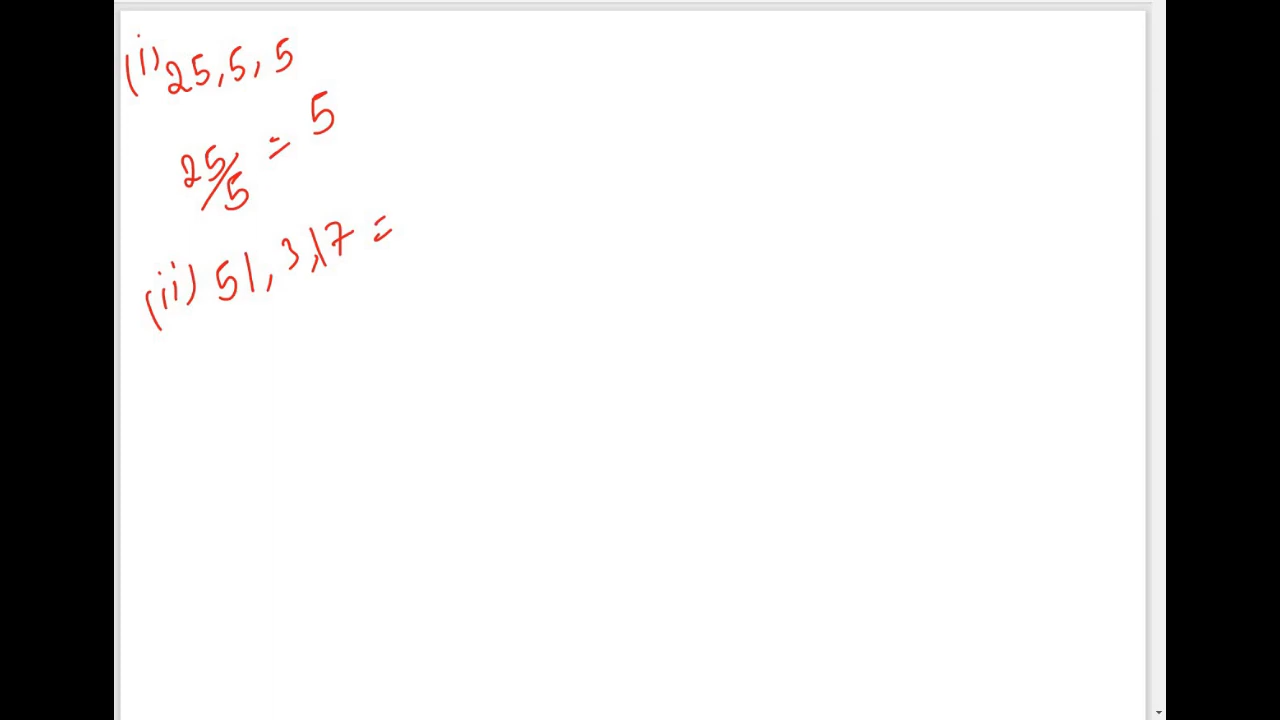 (i) 25, 5, 5
25/5 = 5
(ii) 51, 3, 17 =